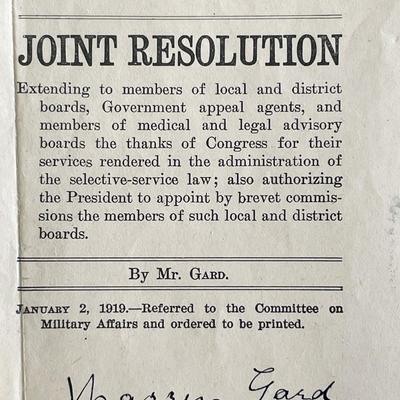 JOINT RESOLUTION
Extending to members of local and district
boards, Government appeal agents, and
members of medical and legal advisory
boards the thanks of Congress for their
services rendered in the administration of
the selective-service law; also authorizing
the President to appoint by brevet commis-
sions the members of such local and district
boards.
By Mr. GARD.
JANUARY 2, 1919.—Referred to the Committee on
Military Affairs and ordered to be printed.
Warren Gard